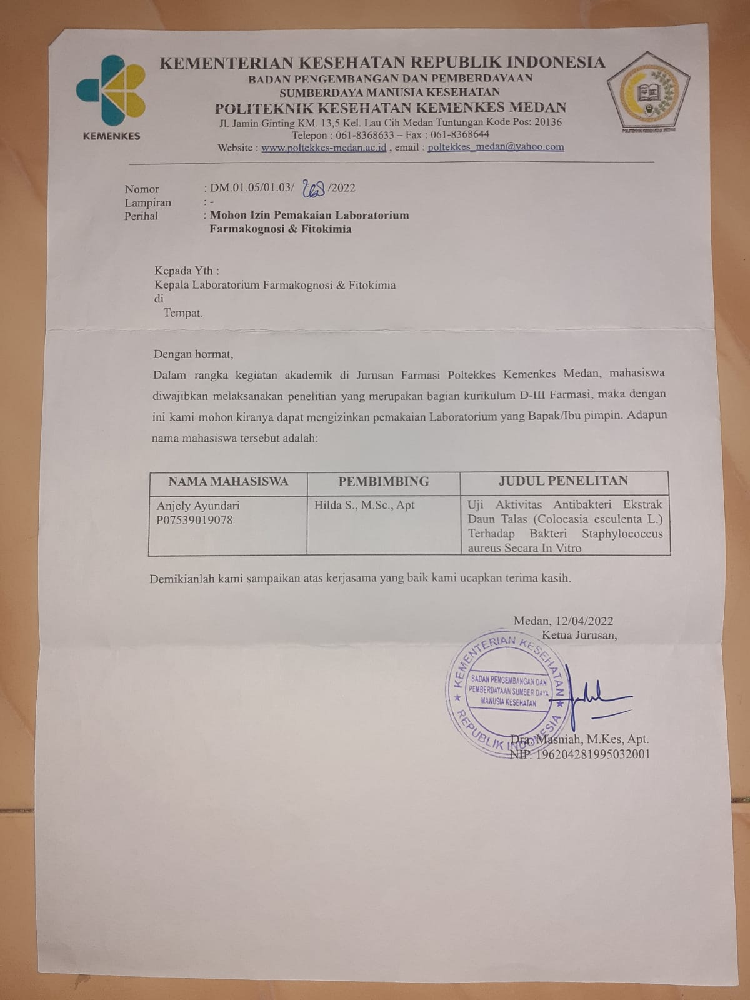 KEMENKES
KEMENTERIAN KESEHATAN REPUBLIK INDONESIA
BADAN PENGEMBANGAN DAN PEMBERDAYAAN
SUMBERDAYA MANUSIA KESEHATAN
POLITEKNIK KESEHATAN KEMENKES MEDAN
Jl. Jamin Ginting KM. 13,5 Kel. Lau Cih Medan Tuntungan Kode Pos: 20136
Telepon : 061-8368633 – Fax : 061-8368644
Website : www.poltekkes-medan.ac.id , email : poltekkes_medan@yahoo.com
POLITEKNIK KESEHATAN MEDAN
Nomor : DM.01.05/01.03/ /2022
Lampiran : -
Perihal : Mohon Izin Pemakaian Laboratorium
Farmakognosi & Fitokimia
Kepada Yth :
Kepala Laboratorium Farmakognosi & Fitokimia
di
Tempat.
Dengan hormat,
Dalam rangka kegiatan akademik di Jurusan Farmasi Poltekkes Kemenkes Medan, mahasiswa
diwajibkan melaksanakan penelitian yang merupakan bagian kurikulum D-III Farmasi, maka dengan
ini kami mohon kiranya dapat mengizinkan pemakaian Laboratorium yang Bapak/Ibu pimpin. Adapun
nama mahasiswa tersebut adalah:
NAMA MAHASISWA PEMBIMBING JUDUL PENELITAN
Anjely Ayundari Hilda S., M.Sc., Apt Uji Aktivitas Antibakteri Ekstrak
P07539019078 Daun Talas (Colocasia esculenta L.)
Terhadap Bakteri Staphylococcus
aureus Secara In Vitro
Demikianlah kami sampaikan atas kerjasama yang baik kami ucapkan terima kasih.
Medan, 12/04/2022
Ketua Jurusan,
KEMENTERIAN KESEHATAN
BADAN PENGEMBANGAN DAN
PEMBERDAYAAN SUMBER DAYA
MANUSIA KESEHATAN
REPUBLIK INDONESIA
Dra. Masniah, M.Kes, Apt.
NIP. 196204281995032001